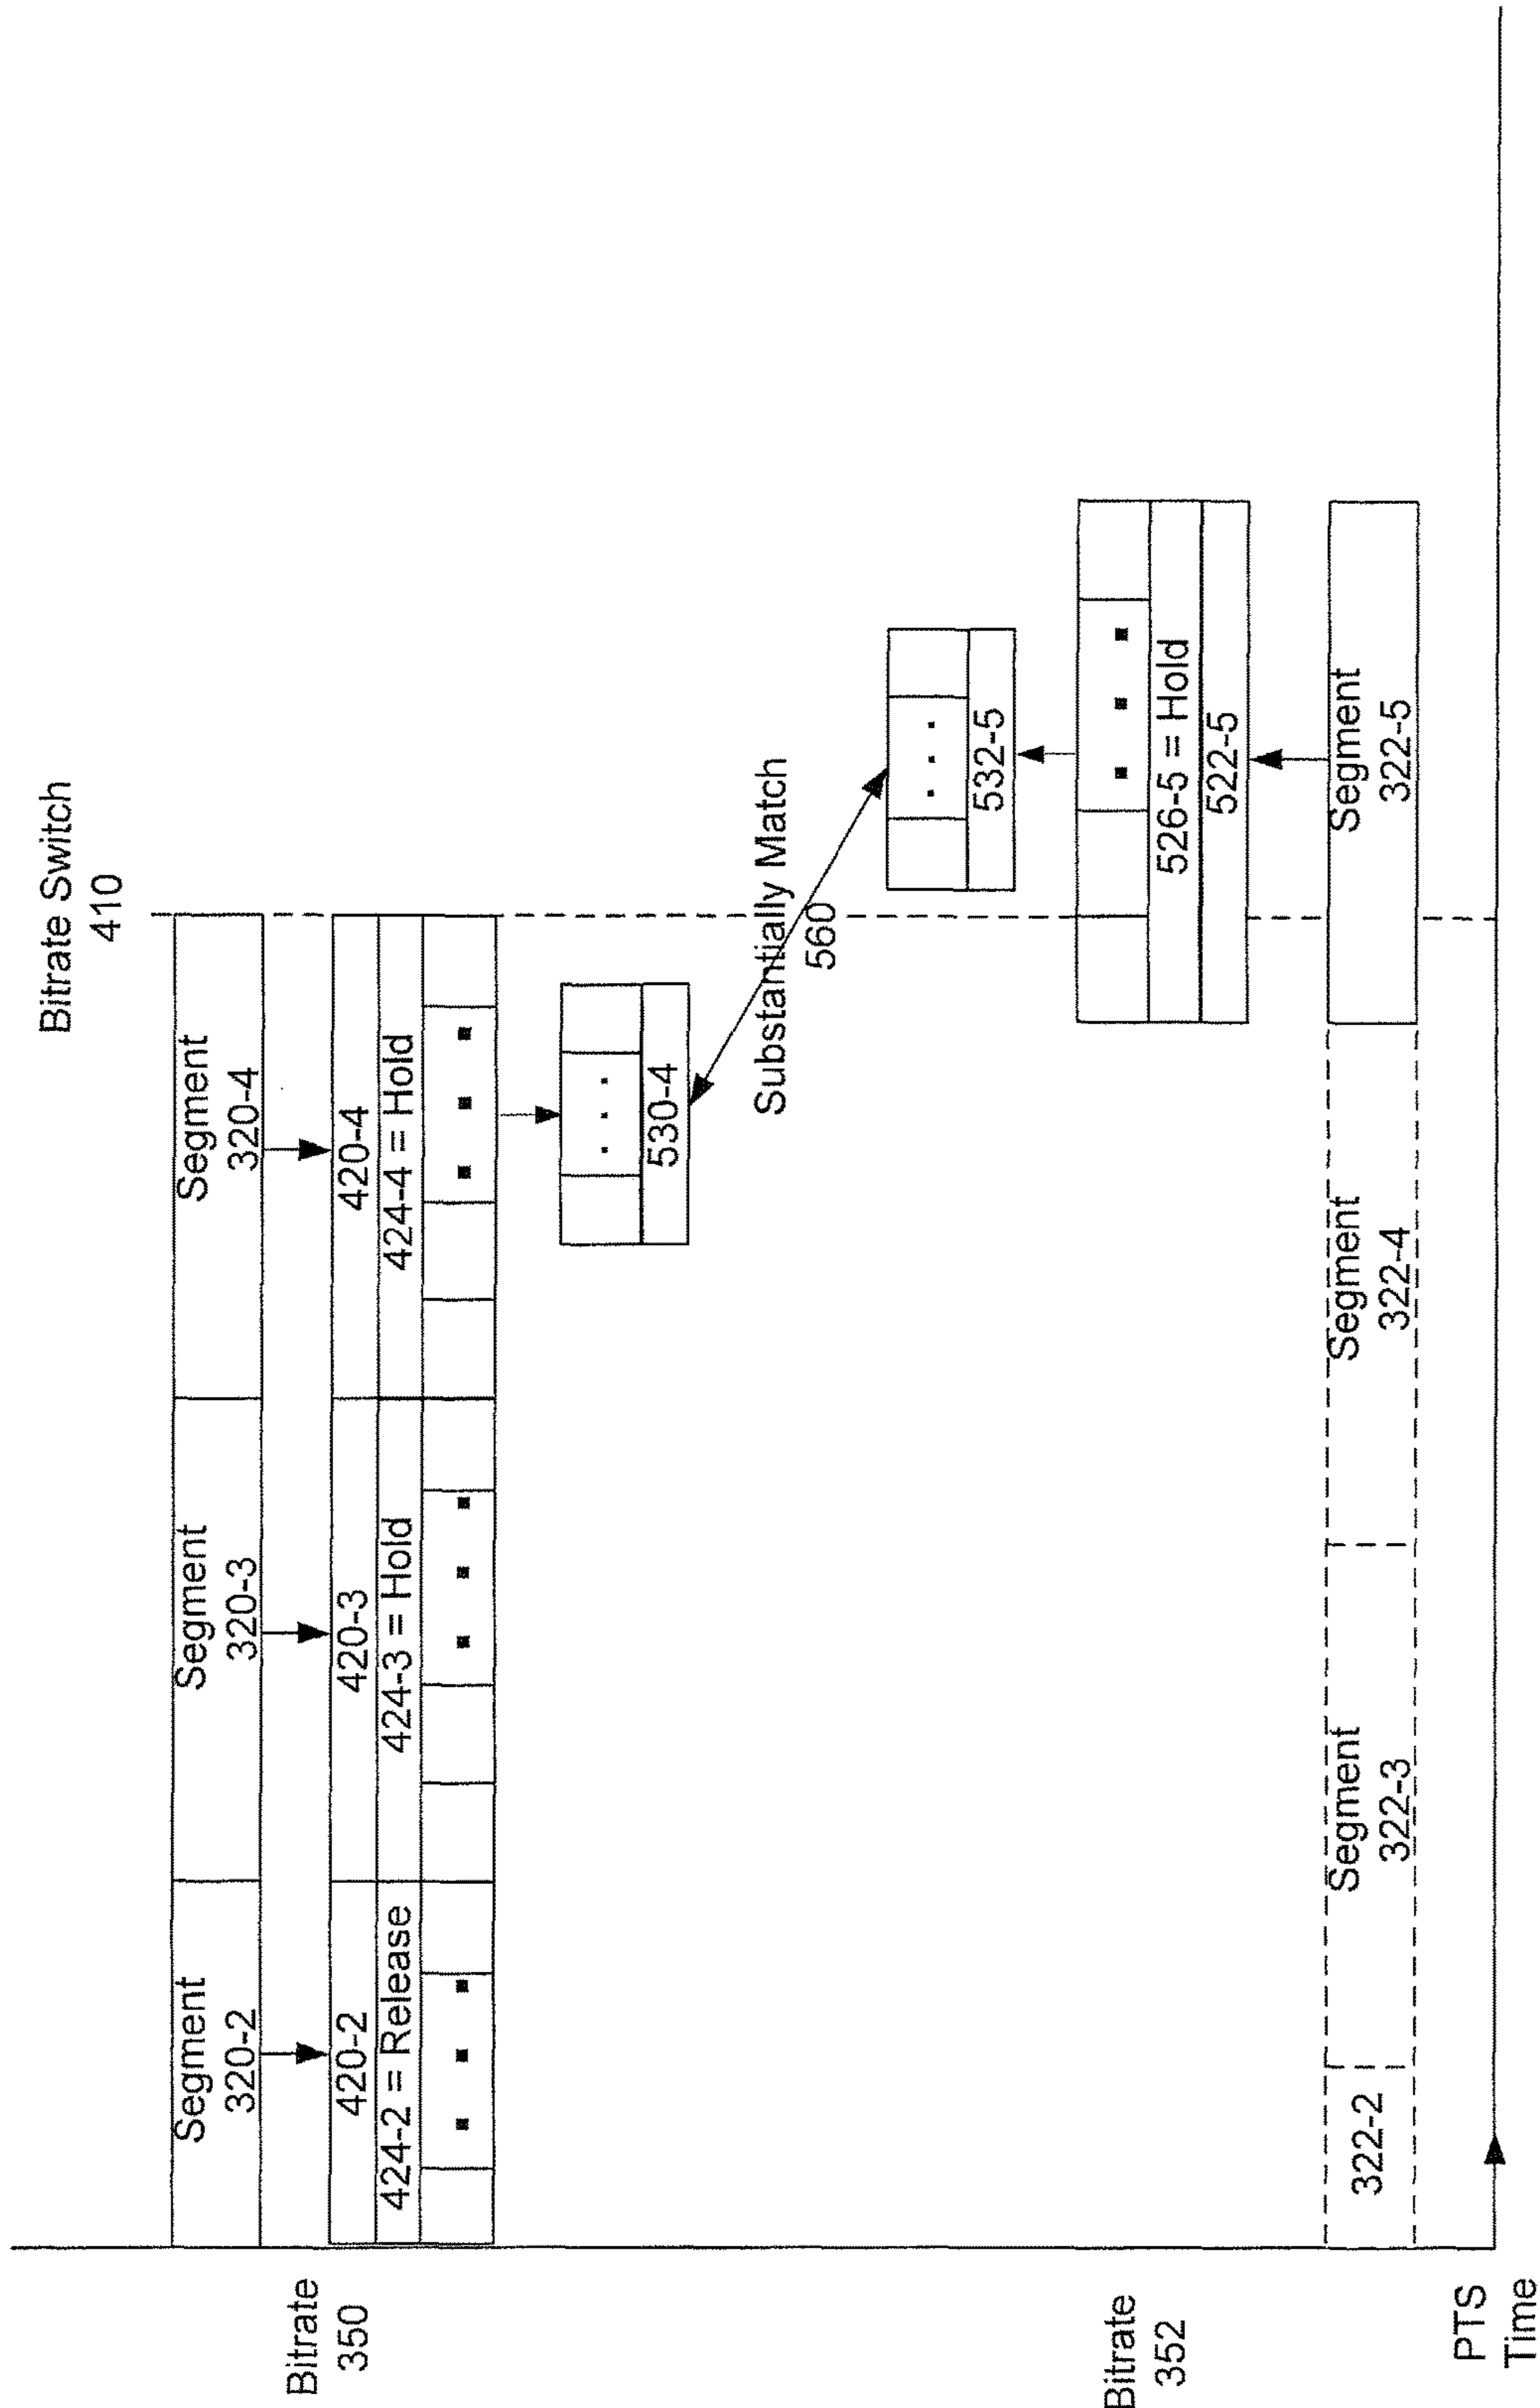 Bitrate Switch
410
Bitrate
350
Segment
320-2
Segment
320-3
Segment
320-4
420-2
420-3
420-4
424-2 = Release
424-3 = Hold
424-4 = Hold
530-4
Substantially Match
560
532-5
Bitrate
352
526-5 = Hold
522-5
322-2
Segment
322-3
Segment
322-4
Segment
322-5
PTS
Time